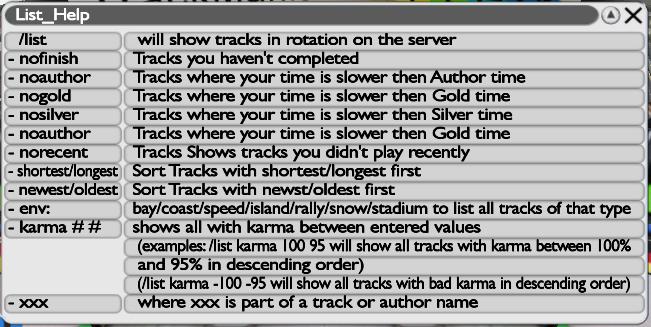 List_Help
/list will show tracks in rotation on the server
- nofinish Tracks you haven't completed
- noauthor Tracks where your time is slower then Author time
- nogold Tracks where your time is slower then Gold time
- nosilver Tracks where your time is slower then Silver time
- noauthor Tracks where your time is slower then Gold time
- norecent Tracks Shows tracks you didn't play recently
- shortest/longest Sort Tracks with shortest/longest first
- newest/oldest Sort Tracks with newst/oldest first
- env: bay/coast/speed/island/rally/snow/stadium to list all tracks of that type
- karma # # shows all with karma between entered values
(examples: /list karma 100 95 will show all tracks with karma between 100%
and 95% in descending order)
(/list karma -100 -95 will show all tracks with bad karma in descending order)
- xxx where xxx is part of a track or author name